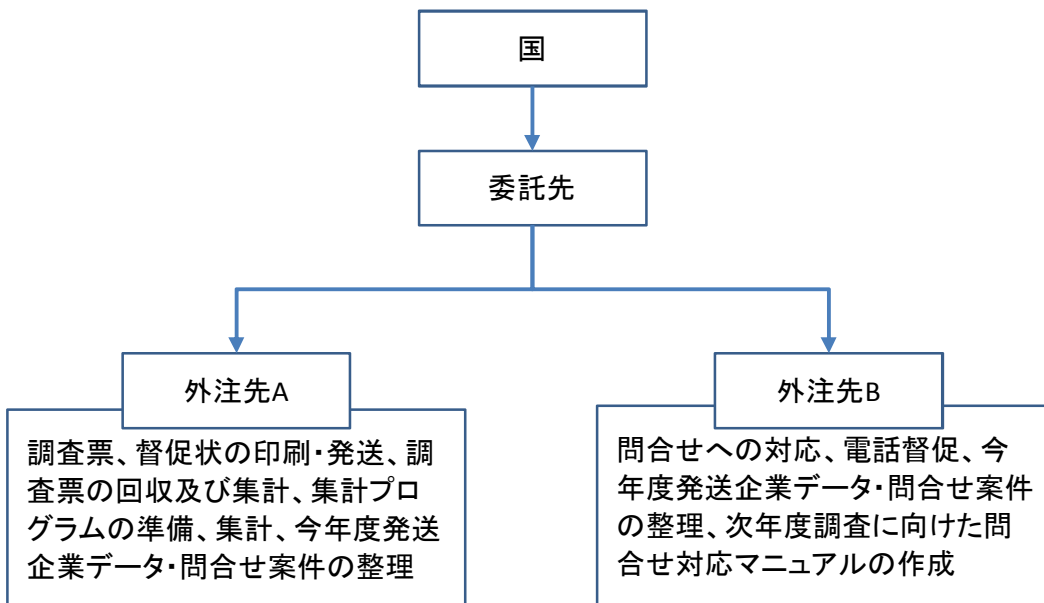 国
委託先
外注先A
調査票、督促状の印刷・発送、調
査票の回収及び集計、集計プロ
グラムの準備、集計、今年度発送
企業データ・問合せ案件の整理
外注先B
問合せへの対応、電話督促、今
年度発送企業データ・問合せ案件
の整理、次年度調査に向けた問
合せ対応マニュアルの作成